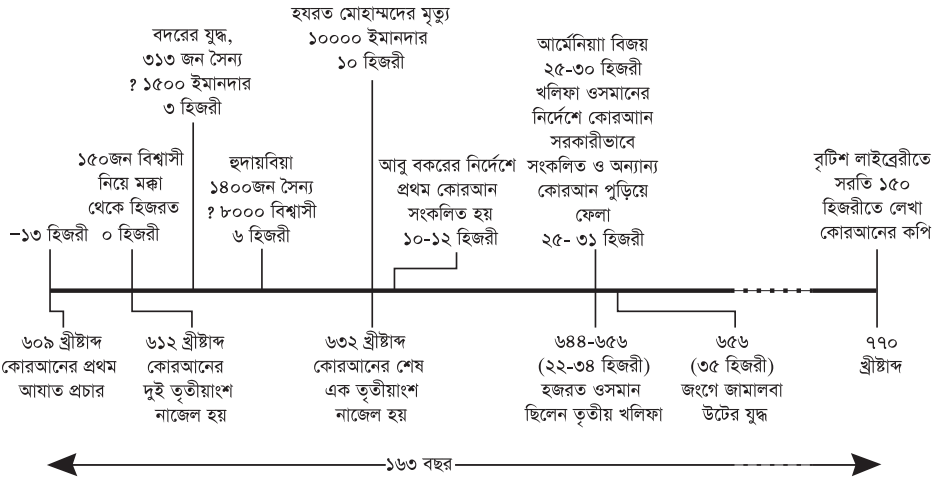 হযরত মোহাম্মদের মৃত্যু
১০০০০ ইমানদার
১০ হিজরী
বদরের যুদ্ধ,
৩১৩ জন সৈন্য
? ১৫০০ ইমানদার
৩ হিজরী
আর্মেনিয়াা বিজয়
২৫-৩০ হিজরী
খলিফা ওসমানের
নির্দেশে কোরআান
সরকারীভাবে
সংকলিত ও অন্যান্য
কোরআন পুড়িয়ে
ফেলা
২৫- ৩১ হিজরী
১৫০জন বিশ্বাসী
নিয়ে মক্কা
থেকে হিজরত
০ হিজরী
−১৩ হিজরী
হুদায়বিয়া
১৪০০জন সৈন্য
? ৮০০০ বিশ্বাসী
৬ হিজরী
আবু বকরের নির্দেশে
প্রথম কোরআন
সংকলিত হয়
১০-১২ হিজরী
বৃটিশ লাইব্রেরীতে
সরতি ১৫০
হিজরীতে লেখা
কোরআনের কপি
৬০৯ খ্রীষ্টাব্দ
কোরআনের প্রথম
আযাত প্রচার
৬১২ খ্রীষ্টাব্দ
কোরআনের
দুই তৃতীয়াংশ
নাজেল হয়
৬৩২ খ্রীষ্টাব্দ
কোরআনের শেষ
এক তৃতীয়াংশ
নাজেল হয়
৬৪৪-৬৫৬
(২২-৩৪ হিজরী)
হজরত ওসমান
ছিলেন তৃতীয় খলিফা
৬৫৬
(৩৫ হিজরী)
জংগে জামালবা
উটের যুদ্ধ
৭৭০
খ্রীষ্টাব্দ
১৬৩ বছর